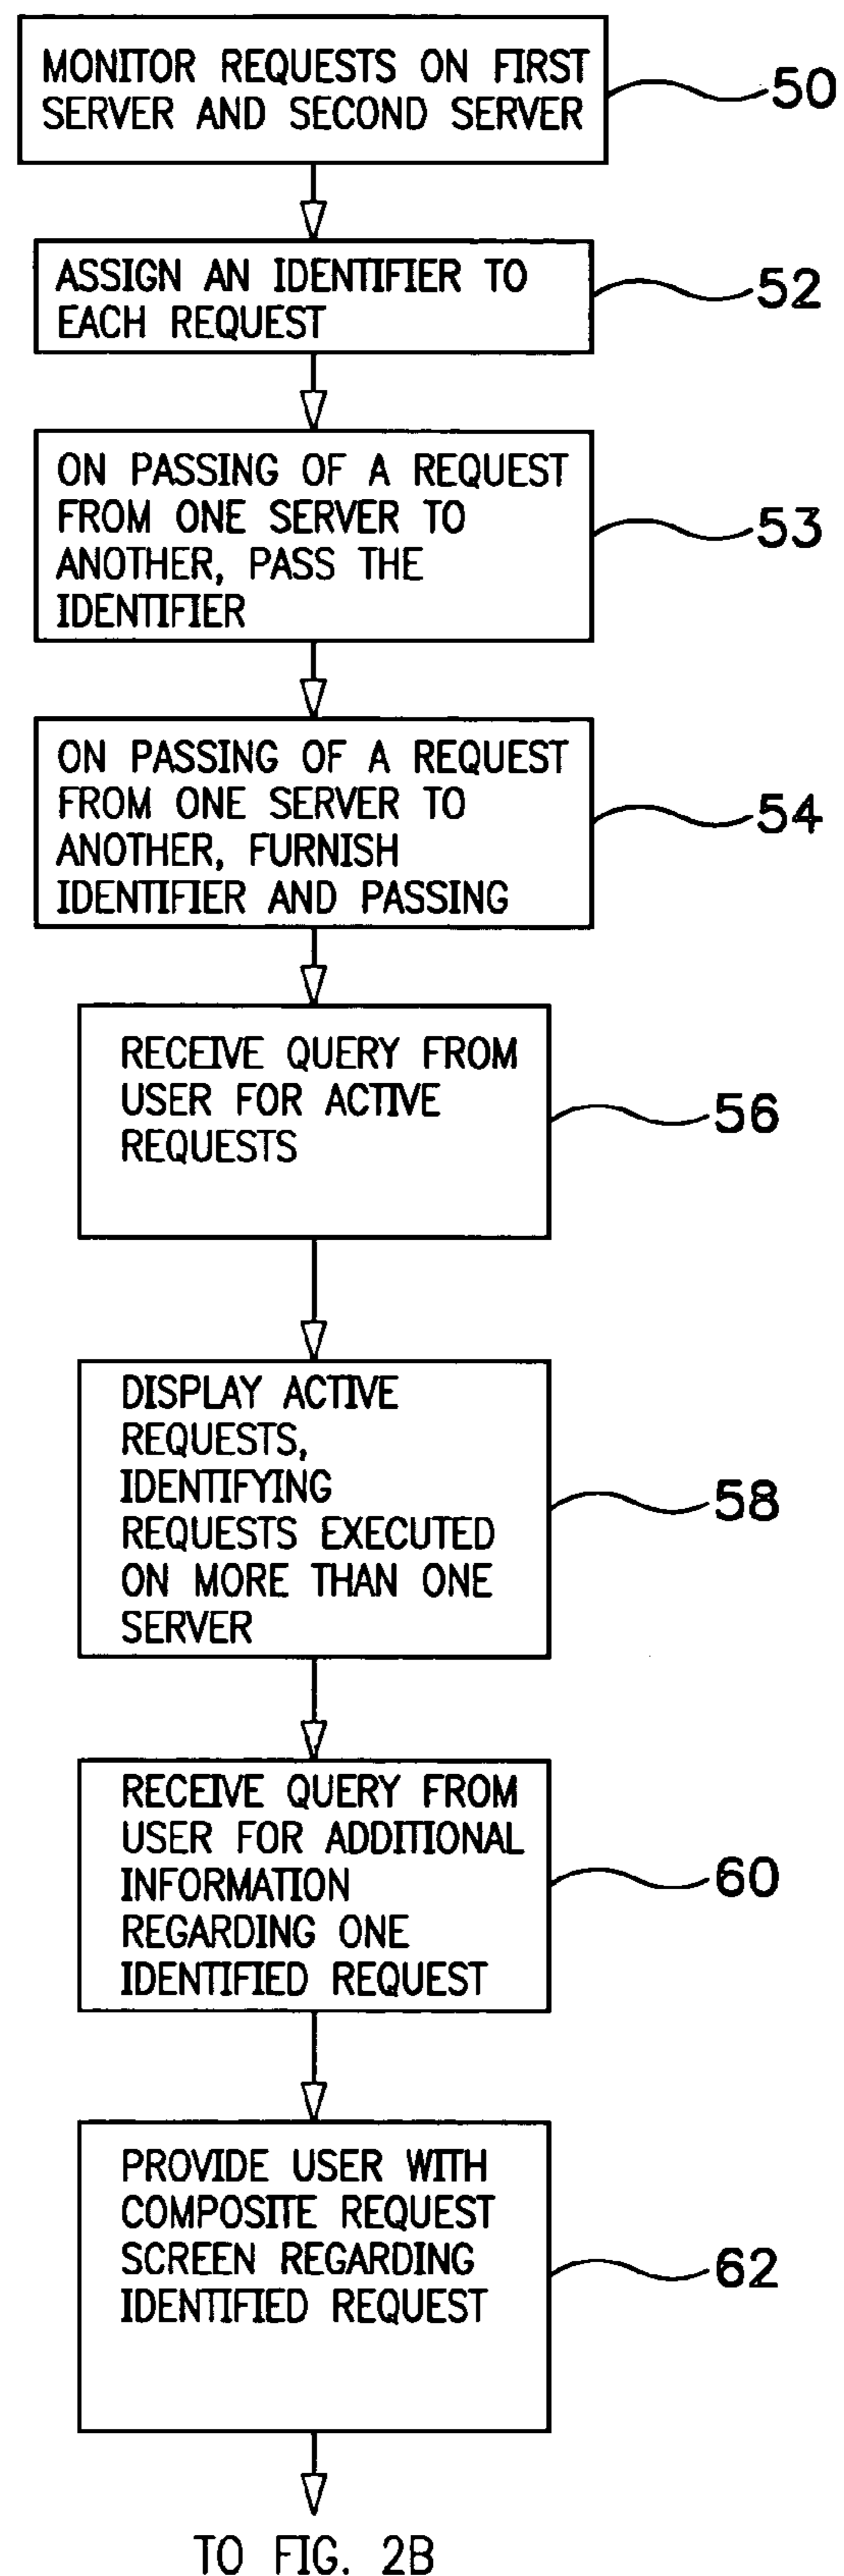 MONITOR REQUESTS ON FIRST
SERVER AND SECOND SERVER
50
ASSIGN AN IDENTIFIER TO
EACH REQUEST
52
ON PASSING OF A REQUEST
FROM ONE SERVER TO
ANOTHER, PASS THE
IDENTIFIER
53
ON PASSING OF A REQUEST
FROM ONE SERVER TO
ANOTHER, FURNISH
IDENTIFIER AND PASSING
54
RECEIVE QUERY FROM
USER FOR ACTIVE
REQUESTS
56
DISPLAY ACTIVE
REQUESTS,
IDENTIFYING
REQUESTS EXECUTED
ON MORE THAN ONE
SERVER
58
RECEIVE QUERY FROM
USER FOR ADDITIONAL
INFORMATION
REGARDING ONE
IDENTIFIED REQUEST
60
PROVIDE USER WITH
COMPOSITE REQUEST
SCREEN REGARDING
IDENTIFIED REQUEST
62
TO FIG. 2B